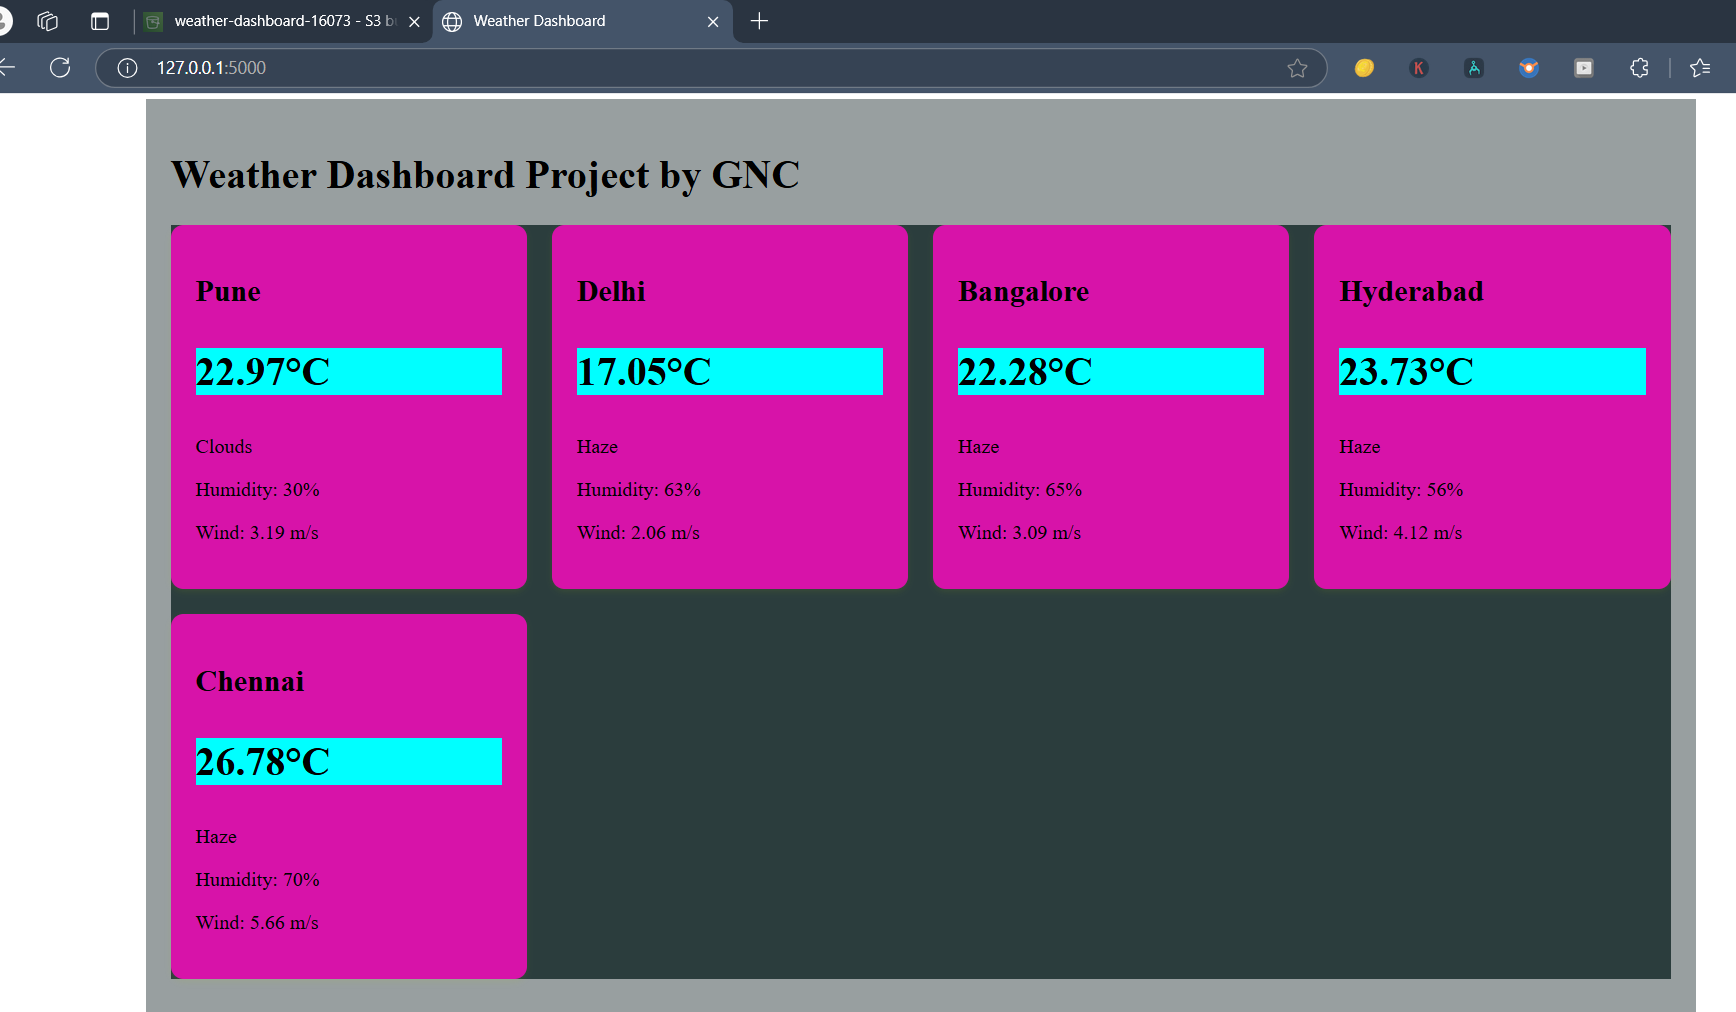 weather-dashboard-16073 - S3 bu
Weather Dashboard
127.0.0.1:5000
K
Weather Dashboard Project by GNC
Pune
22.97°C
Clouds
Humidity: 30%
Wind: 3.19 m/s
Delhi
17.05°C
Haze
Humidity: 63%
Wind: 2.06 m/s
Bangalore
22.28°C
Haze
Humidity: 65%
Wind: 3.09 m/s
Hyderabad
23.73°C
Haze
Humidity: 56%
Wind: 4.12 m/s
Chennai
26.78°C
Haze
Humidity: 70%
Wind: 5.66 m/s